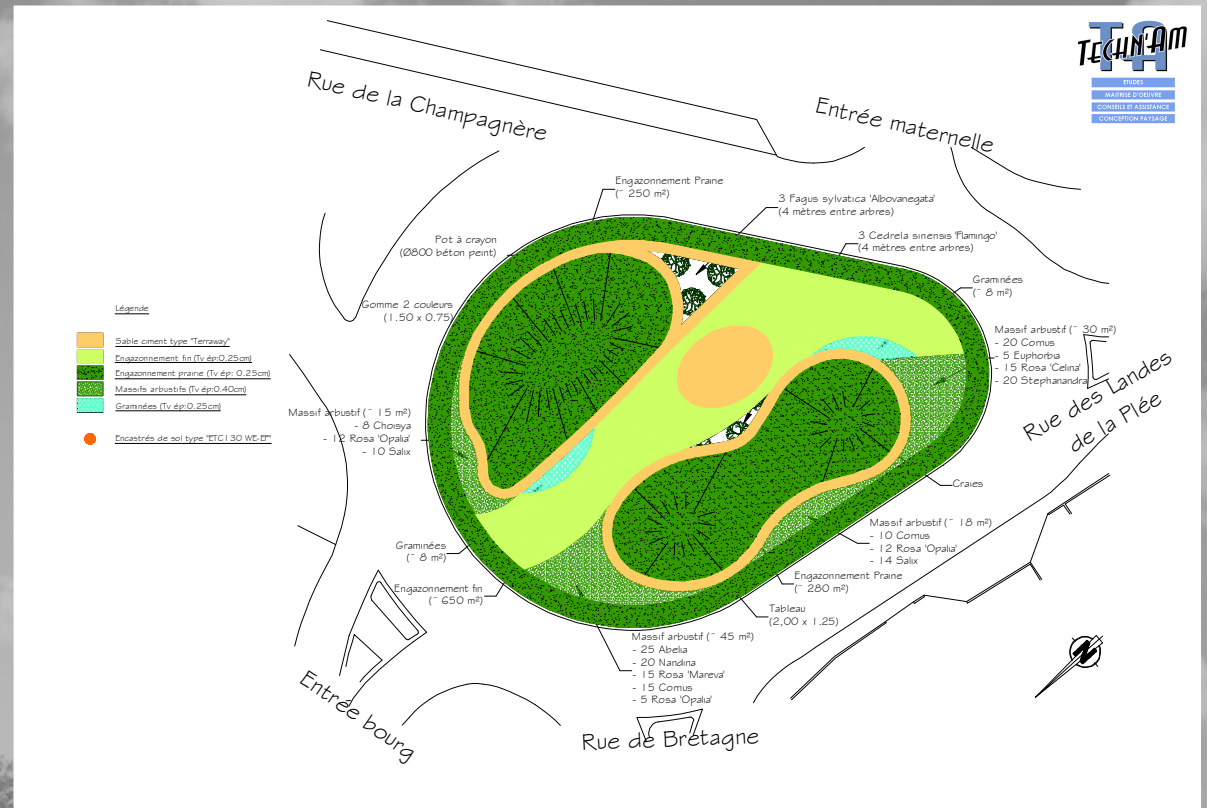 TECHN'AM
ETUDES
MAITRISE D'OEUVRE
CONSEILS ET ASSISTANCE
CONCEPTION PAYSAGE
Rue de la Champagnère
Entrée maternelle
Engazonnement Prairie
(~ 250 m²)
3 Fagus sylvatica 'Albovariegata'
(4 mètres entre arbres)
Pot à crayon
(Ø800 béton peint)
3 Cedrela sinensis 'Flamingo'
(4 mètres entre arbres)
Graminées
(~ 8 m²)
Gomme 2 couleurs
(1.50 x 0.75)
Massif arbustif (~ 30 m²)
- 20 Cornus
- 5 Euphorbia
- 15 Rosa 'Celina'
- 20 Stephanandra
Rue des Landes
de la Plée
Légende
Sable ciment type "Terraway"
Engazonnement fin (Tv ép:0.25cm)
Engazonnement prairie (Tv ép: 0.25cm)
Massifs arbustifs (Tv ép:0.40cm)
Graminées (Tv ép:0.25cm)
Encastrés de sol type "ETC130 WE-EP"
Massif arbustif (~ 15 m²)
- 8 Choisya
- 12 Rosa 'Opalia'
- 10 Salix
Craies
Massif arbustif (~ 18 m²)
- 10 Cornus
- 12 Rosa 'Opalia'
- 14 Salix
Graminées
(~ 8 m²)
Engazonnement fin
(~ 650 m²)
Engazonnement Prairie
(~ 280 m²)
Tableau
(2,00 x 1.25)
Massif arbustif (~ 45 m²)
- 25 Abelia
- 20 Nandina
- 15 Rosa 'Mareva'
- 15 Cornus
- 5 Rosa 'Opalia'
Entrée bourg
Rue de Bretagne
N